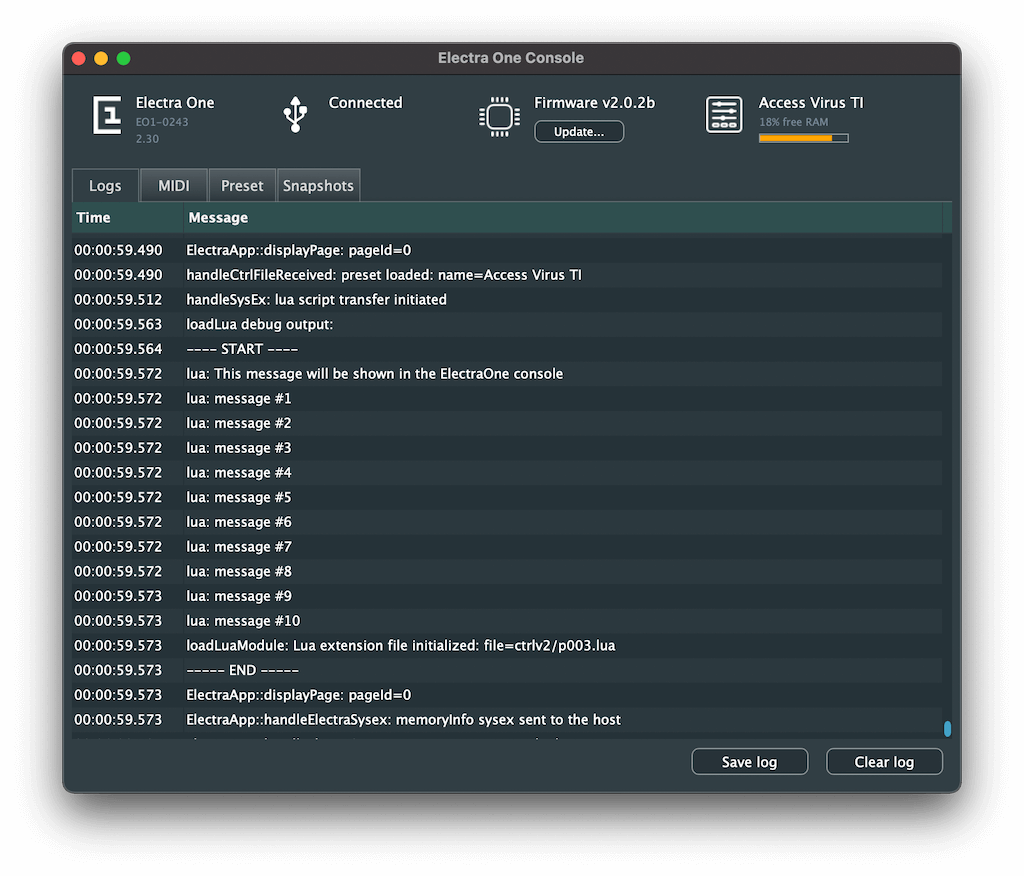 Electra One Console
Electra One
EO1-0243
2.30
Connected
Firmware v2.0.2b
Update...
Access Virus TI
18% free RAM
Logs MIDI Preset Snapshots
Time Message
00:00:59.490 ElectraApp::displayPage: pageId=0
00:00:59.490 handleCtrlFileReceived: preset loaded: name=Access Virus TI
00:00:59.512 handleSysEx: lua script transfer initiated
00:00:59.563 loadLua debug output:
00:00:59.564 ---- START ----
00:00:59.572 lua: This message will be shown in the ElectraOne console
00:00:59.572 lua: message #1
00:00:59.572 lua: message #2
00:00:59.572 lua: message #3
00:00:59.572 lua: message #4
00:00:59.572 lua: message #5
00:00:59.572 lua: message #6
00:00:59.572 lua: message #7
00:00:59.572 lua: message #8
00:00:59.573 lua: message #9
00:00:59.573 lua: message #10
00:00:59.573 loadLuaModule: Lua extension file initialized: file=ctrlv2/p003.lua
00:00:59.573 ----- END -----
00:00:59.573 ElectraApp::displayPage: pageId=0
00:00:59.573 ElectraApp::handleElectraSysex: memoryInfo sysex sent to the host
Save log Clear log